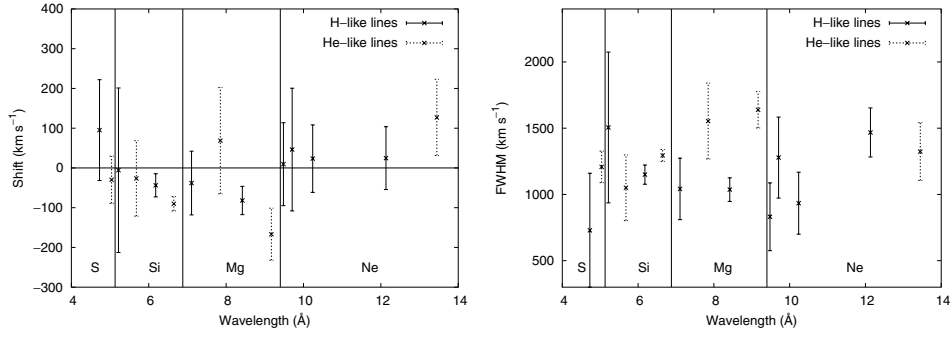 400
300
200
100
0
−100
−200
−300
Shift (km s⁻¹)
H−like lines
He−like lines
S
Si
Mg
Ne
4
6
8
10
12
14
Wavelength (Å)
1500
1000
500
FWHM (km s⁻¹)
H−like lines
He−like lines
S
Si
Mg
Ne
4
6
8
10
12
14
Wavelength (Å)